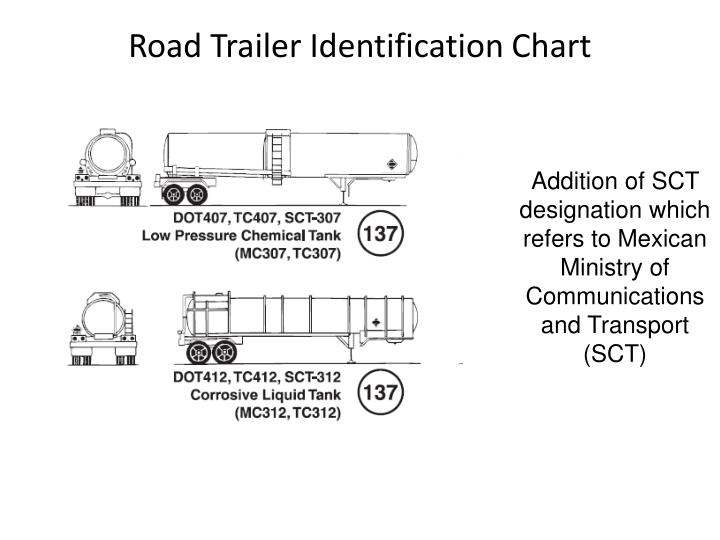 Road Trailer Identification Chart
DOT407, TC407, SCT-307
Low Pressure Chemical Tank
(MC307, TC307)
137
DOT412, TC412, SCT-312
Corrosive Liquid Tank
(MC312, TC312)
137
Addition of SCT
designation which
refers to Mexican
Ministry of
Communications
and Transport
(SCT)